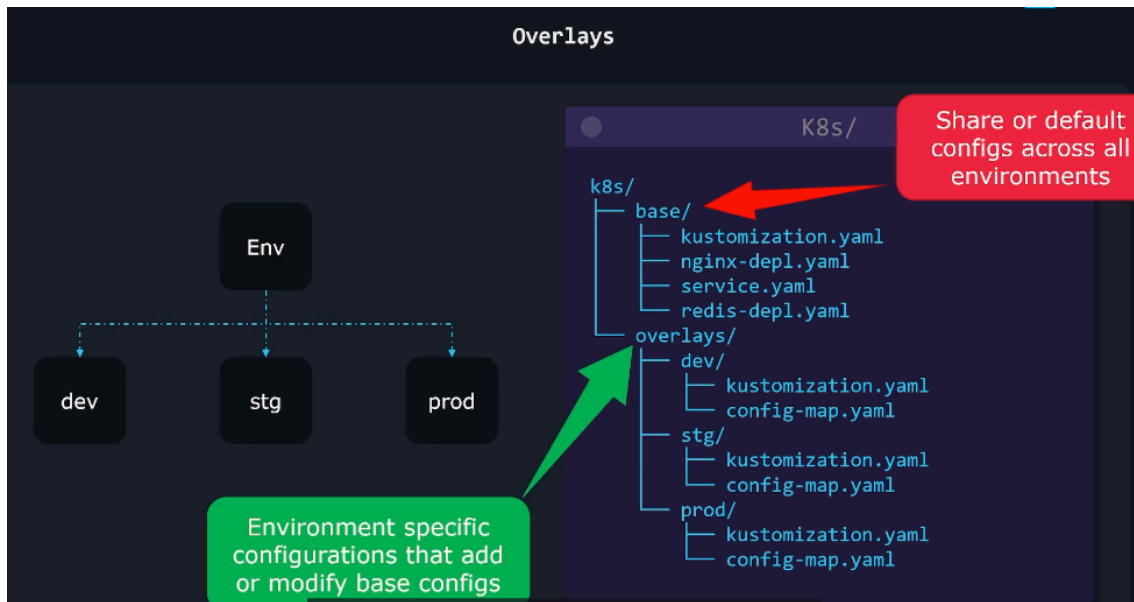 Overlays
Env
dev
stg
prod
K8s/
Share or default
configs across all
environments
k8s/
base/
kustomization.yaml
nginx-depl.yaml
service.yaml
redis-depl.yaml
overlays/
dev/
kustomization.yaml
config-map.yaml
stg/
kustomization.yaml
config-map.yaml
prod/
kustomization.yaml
config-map.yaml
Environment specific
configurations that add
or modify base configs